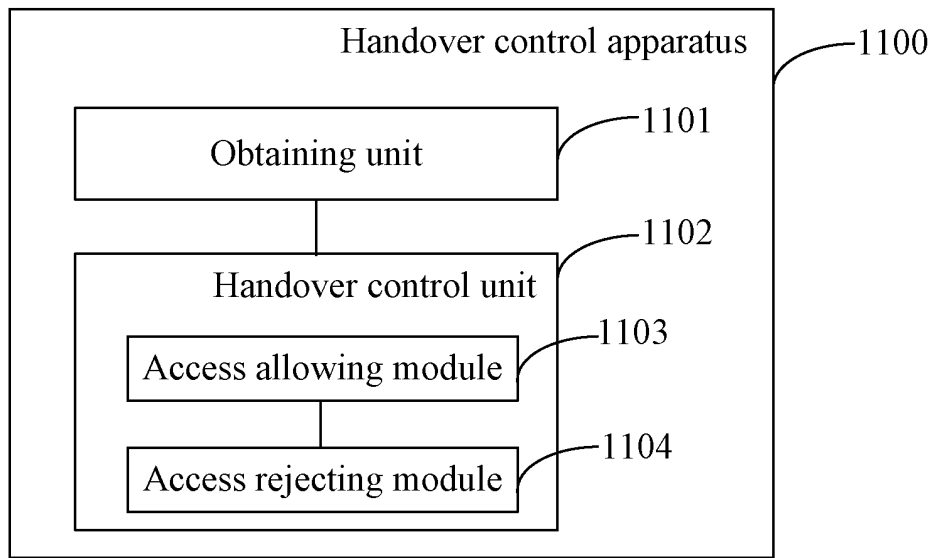 Handover control apparatus
1100
Obtaining unit
1101
Handover control unit
1102
Access allowing module
1103
Access rejecting module
1104